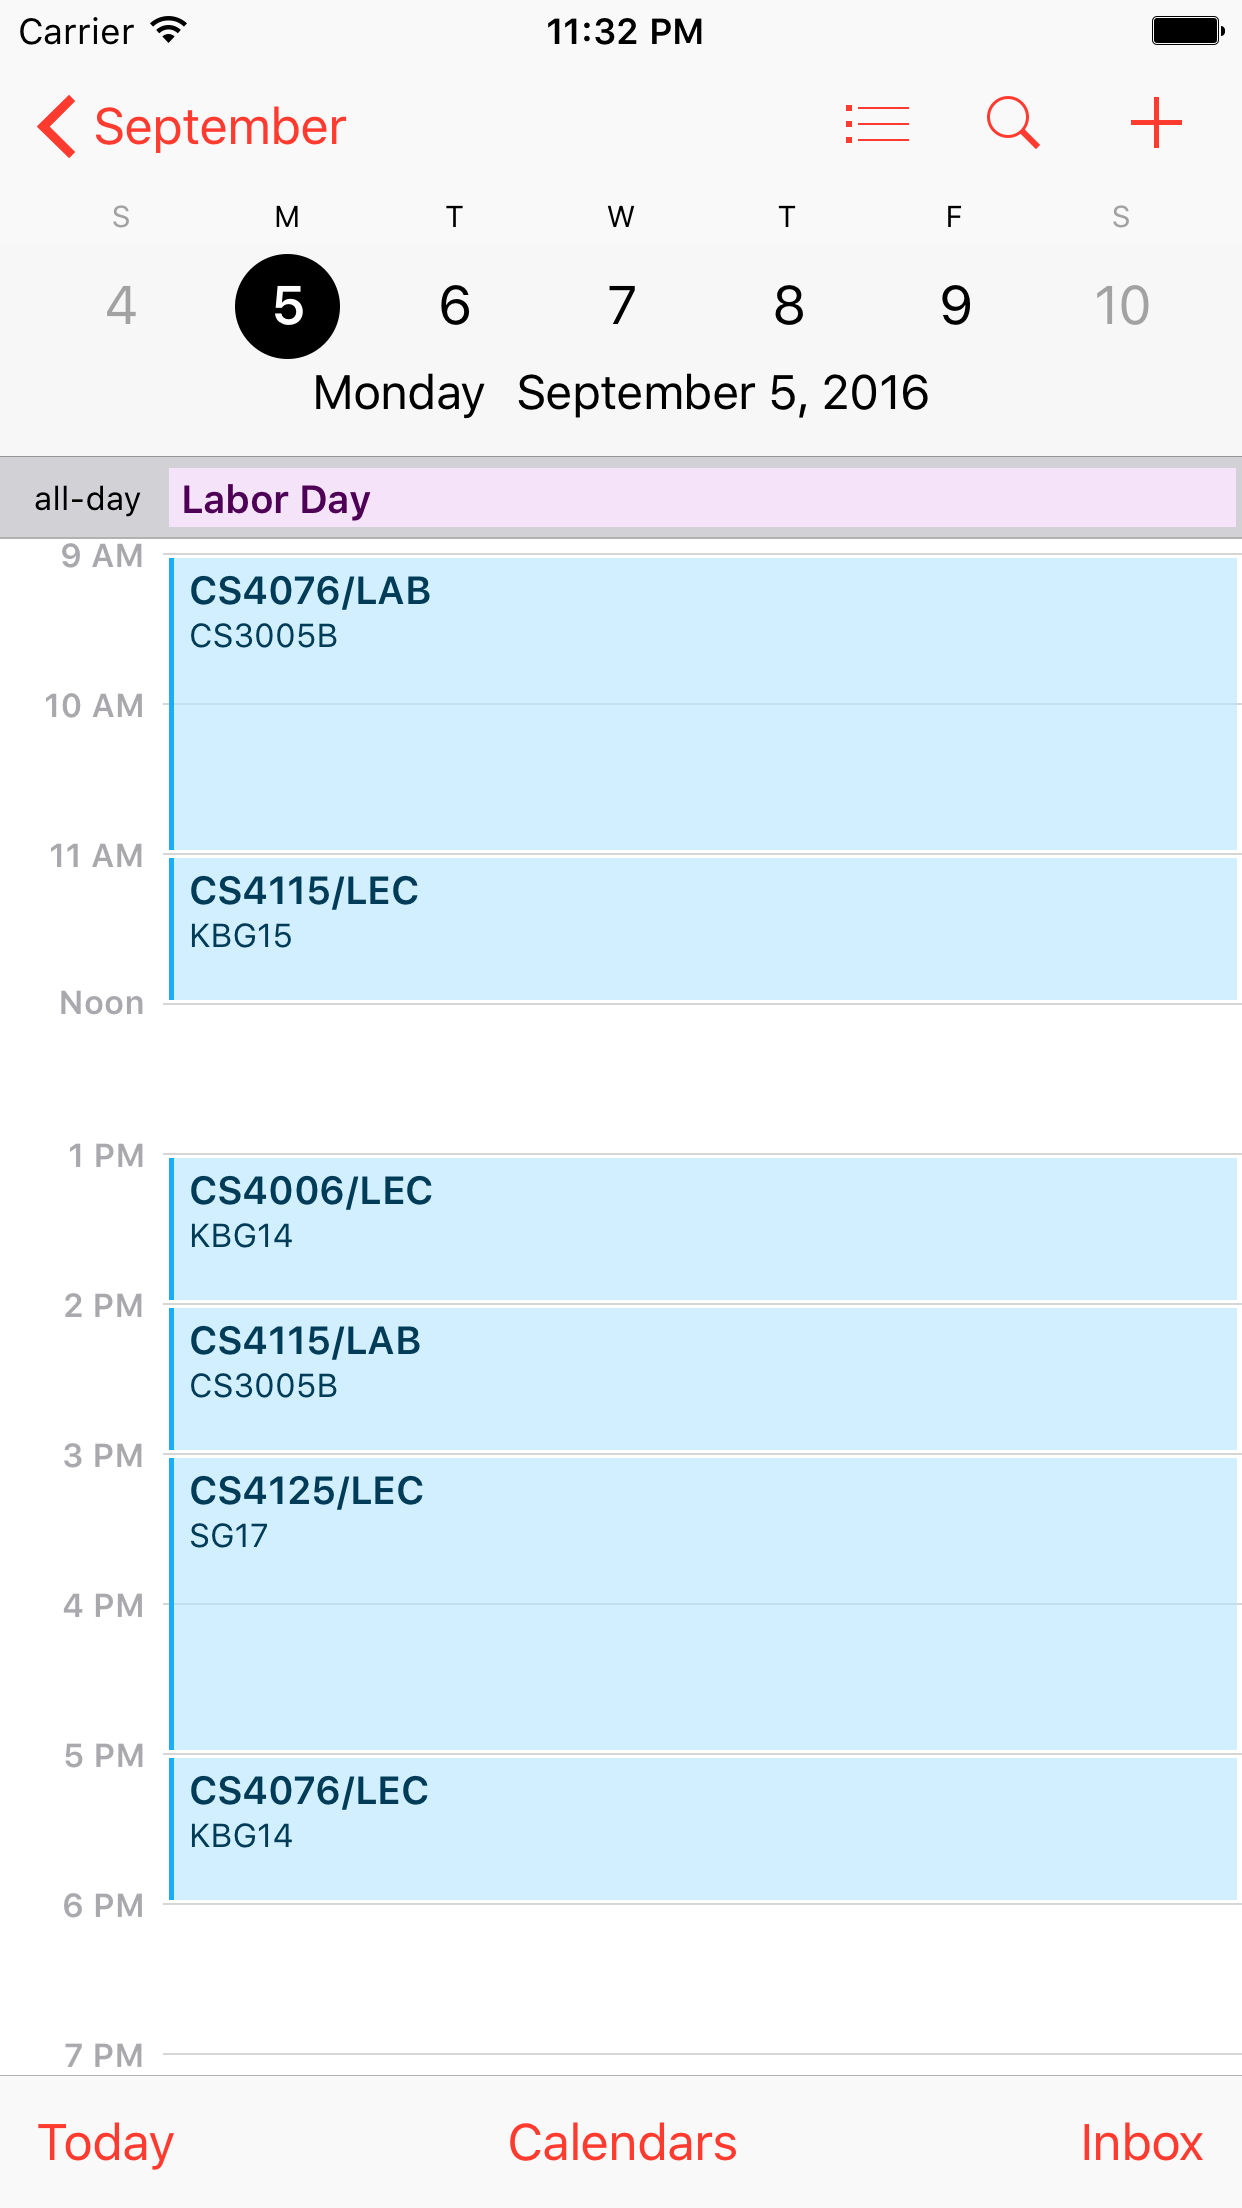 Carrier 11:32 PM
September
S M T W T F S
4 5 6 7 8 9 10
Monday September 5, 2016
all-day Labor Day
9 AM
CS4076/LAB
CS3005B
10 AM
11 AM
CS4115/LEC
KBG15
Noon
1 PM
CS4006/LEC
KBG14
2 PM
CS4115/LAB
CS3005B
3 PM
CS4125/LEC
SG17
4 PM
5 PM
CS4076/LEC
KBG14
6 PM
7 PM
Today Calendars Inbox